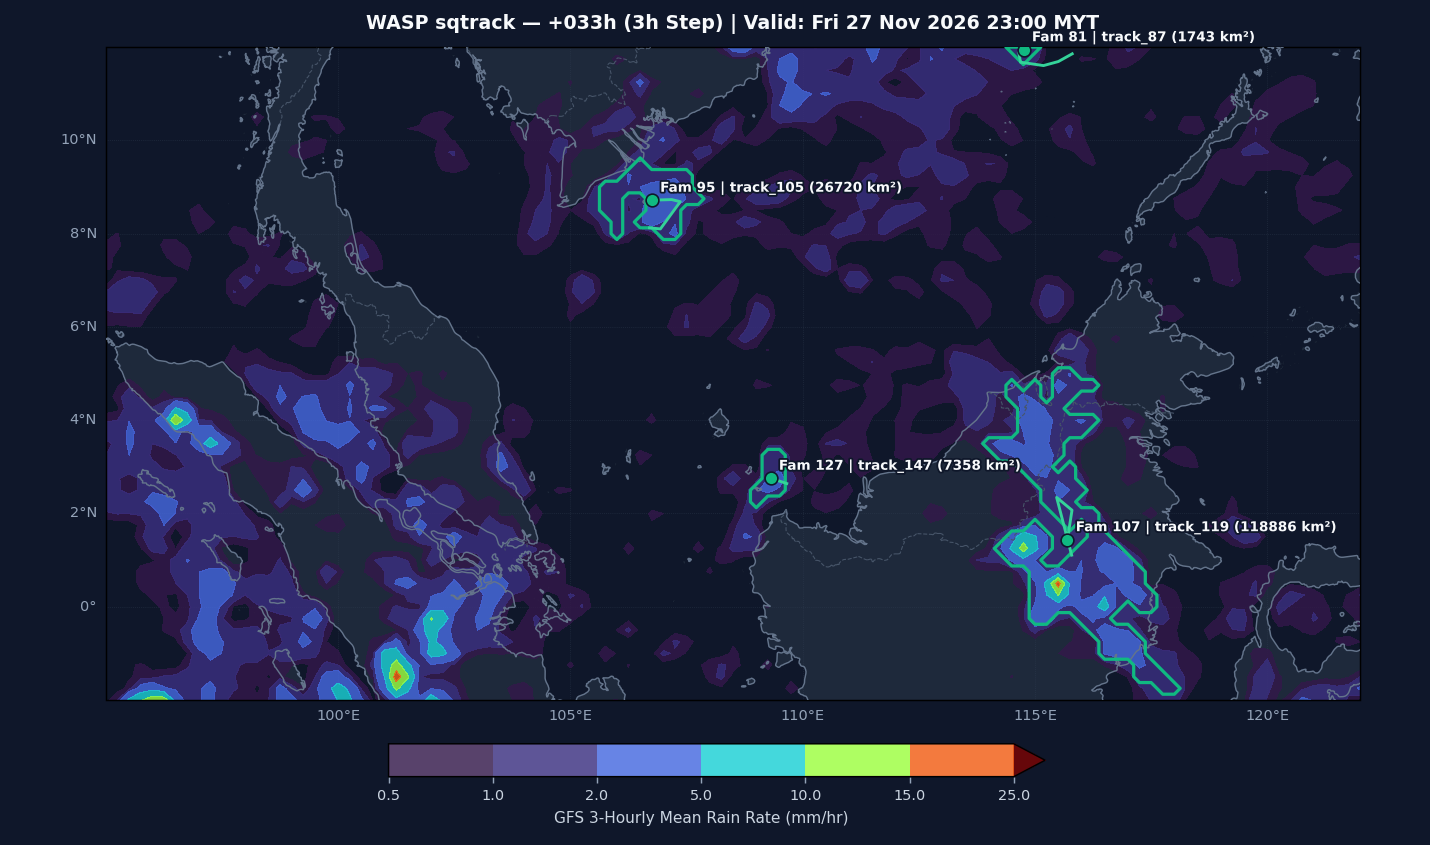 WASP sqtrack — +033h (3h Step) | Valid: Fri 27 Nov 2026 23:00 MYT
Fam 81 | track_87 (1743 km²)
10°N
Fam 95 | track_105 (26720 km²)
8°N
6°N
4°N
Fam 127 | track_147 (7358 km²)
2°N
Fam 107 | track_119 (118886 km²)
0°
100°E 105°E 110°E 115°E 120°E
0.5 1.0 2.0 5.0 10.0 15.0 25.0
GFS 3-Hourly Mean Rain Rate (mm/hr)